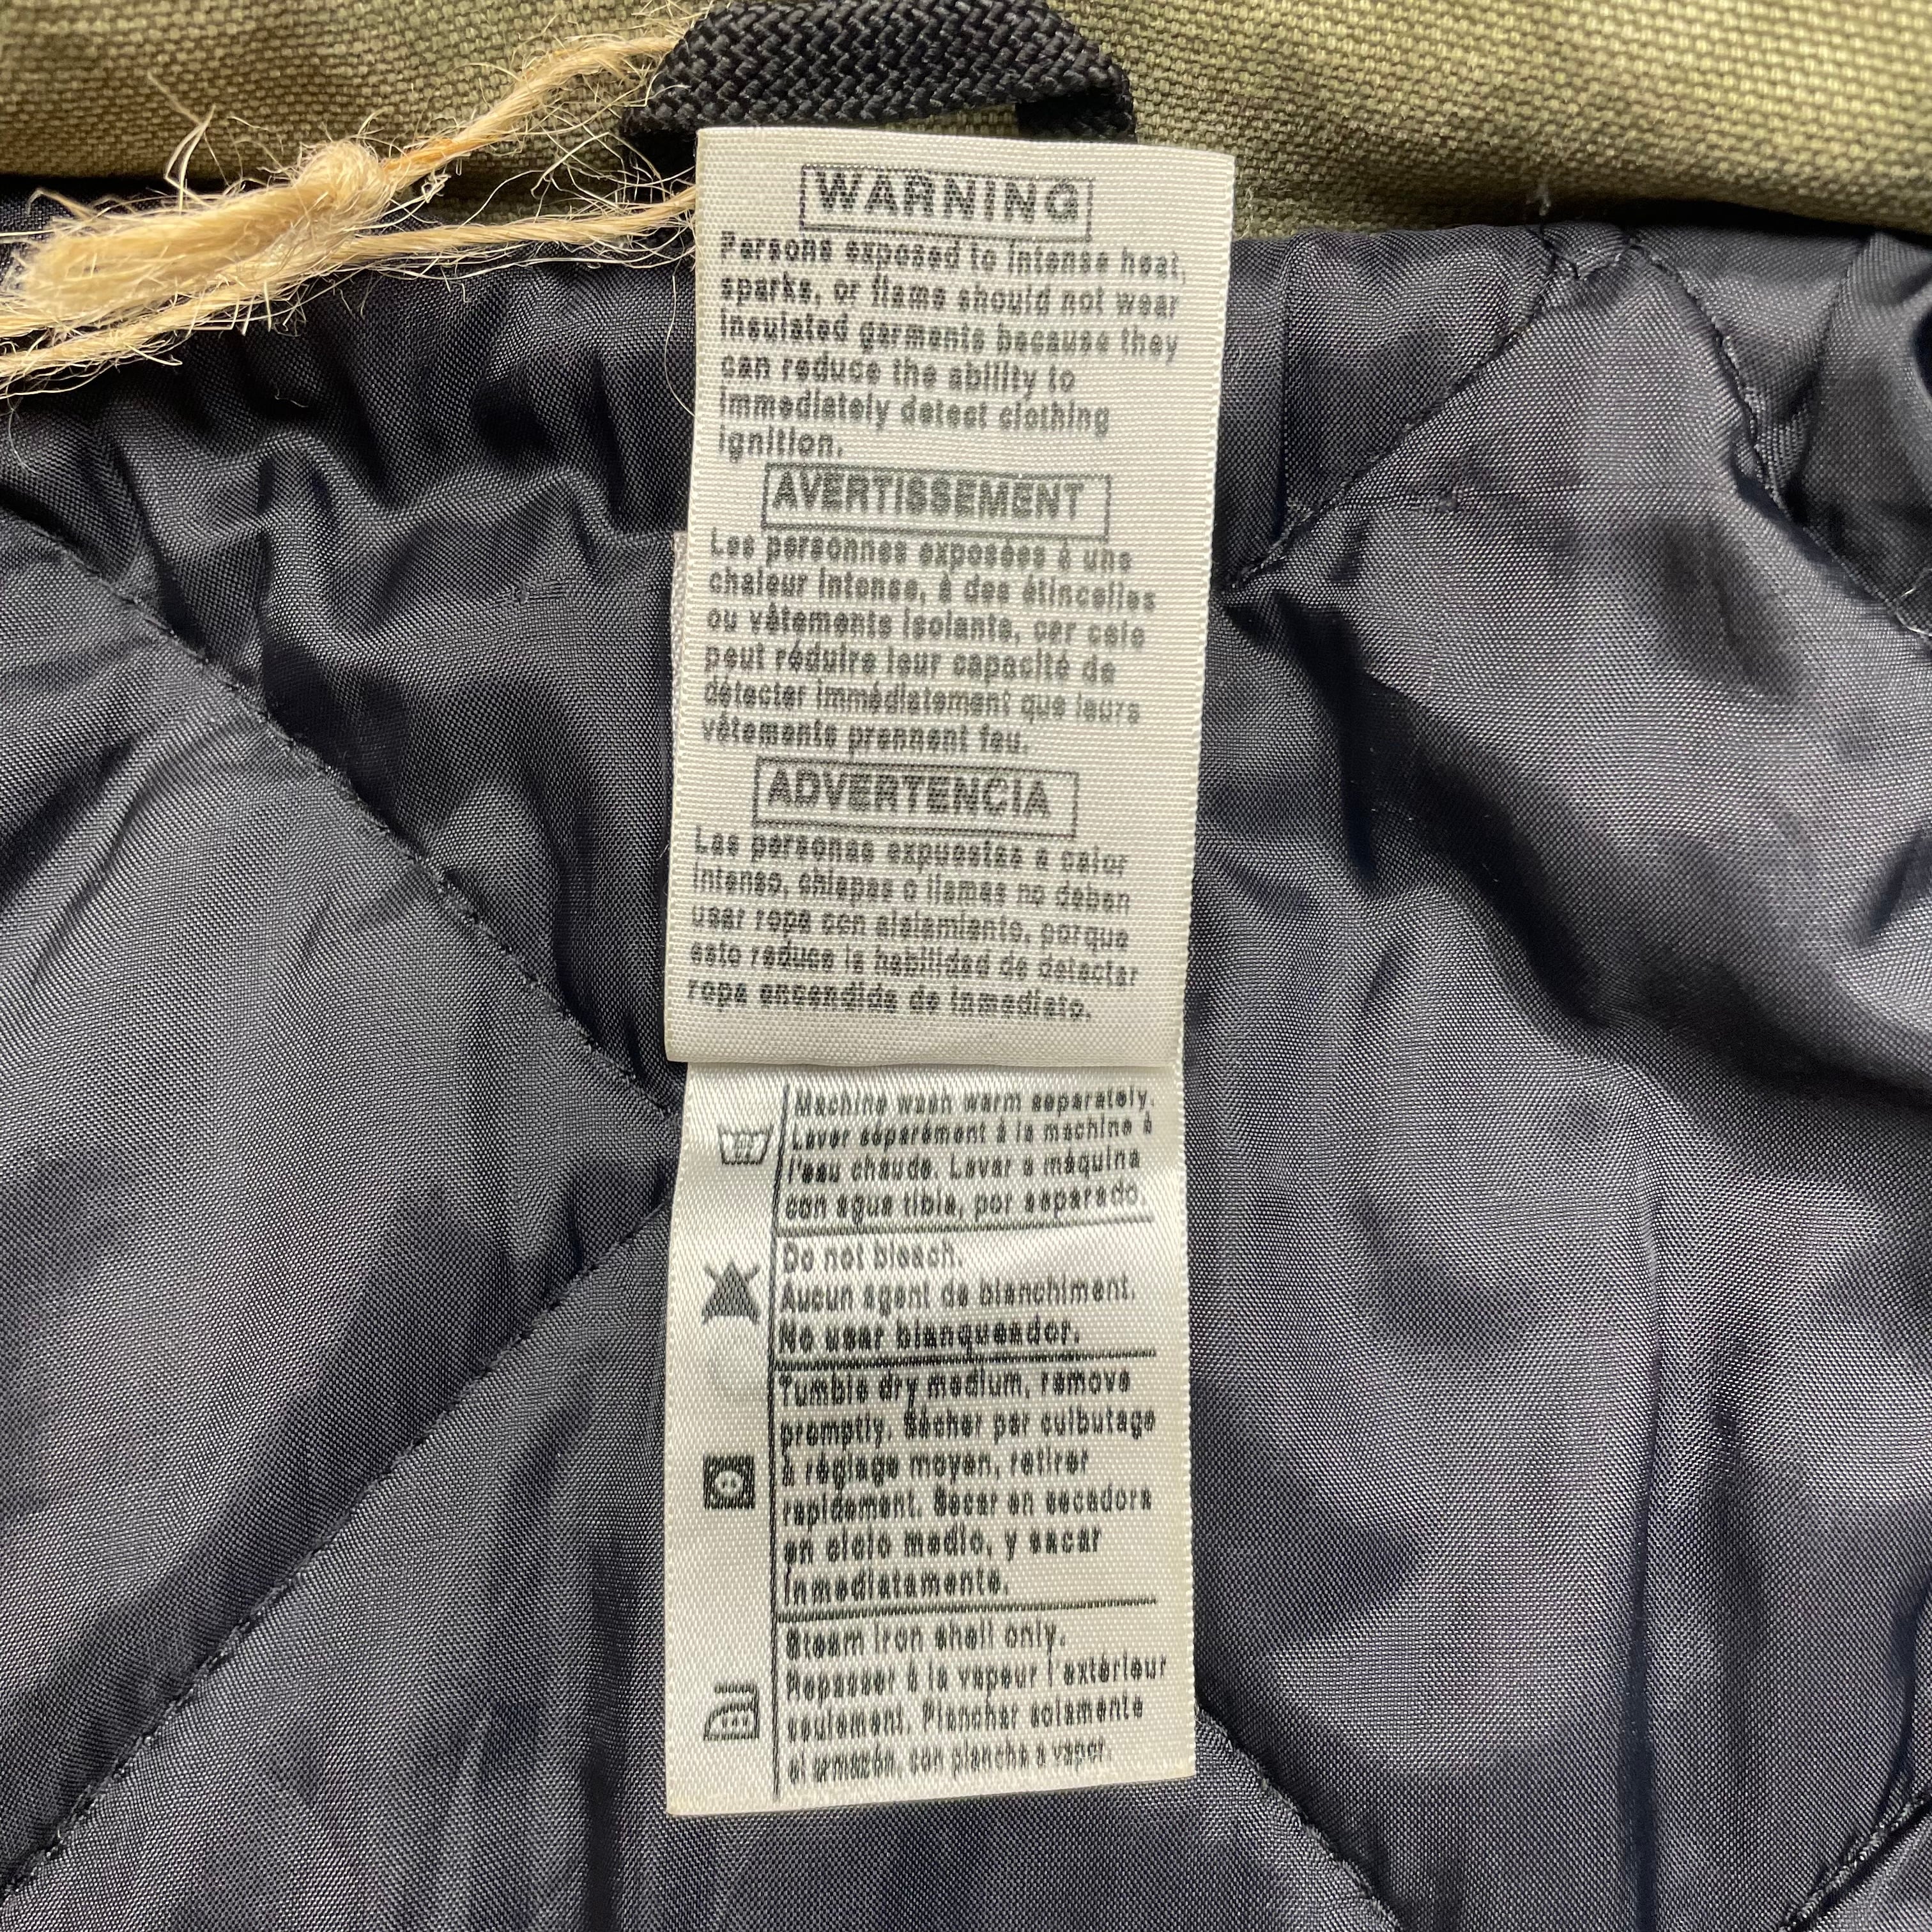 WARNING
Persons exposed to intense heat,
sparks, or flame should not wear
insulated garments because they
can reduce the ability to
immediately detect clothing
ignition.
AVERTISSEMENT
Les personnes exposées à une
chaleur intense, à des étincelles
ou vêtements isolants, car cele
peut réduire leur capacité de
détecter immédiatement que leurs
vêtements prennent feu.
ADVERTENCIA
Las personas expuestas a calor
intenso, chispas o llamas no deban
usar ropa con aislamiento, porque
esto reduce la habilidad de detectar
ropa encendida de inmediato.
Machine wash warm separately.
Laver séparément à la machine à
l'eau chaude. Lavar a máquina
con agua tibia, por separado.
Do not bleach.
Aucun agent de blanchiment.
No usar blanqueador.
Tumble dry medium, remove
promptly. Sécher par culbutage
à réglage moyen, retirer
rapidement. Secar en secadora
en ciclo medio, y sacar
inmediatamente.
Steam iron shell only.
Repasser à la vapeur l'extérieur
seulement. Planchar solamente
el armazón, con plancha a vapor.